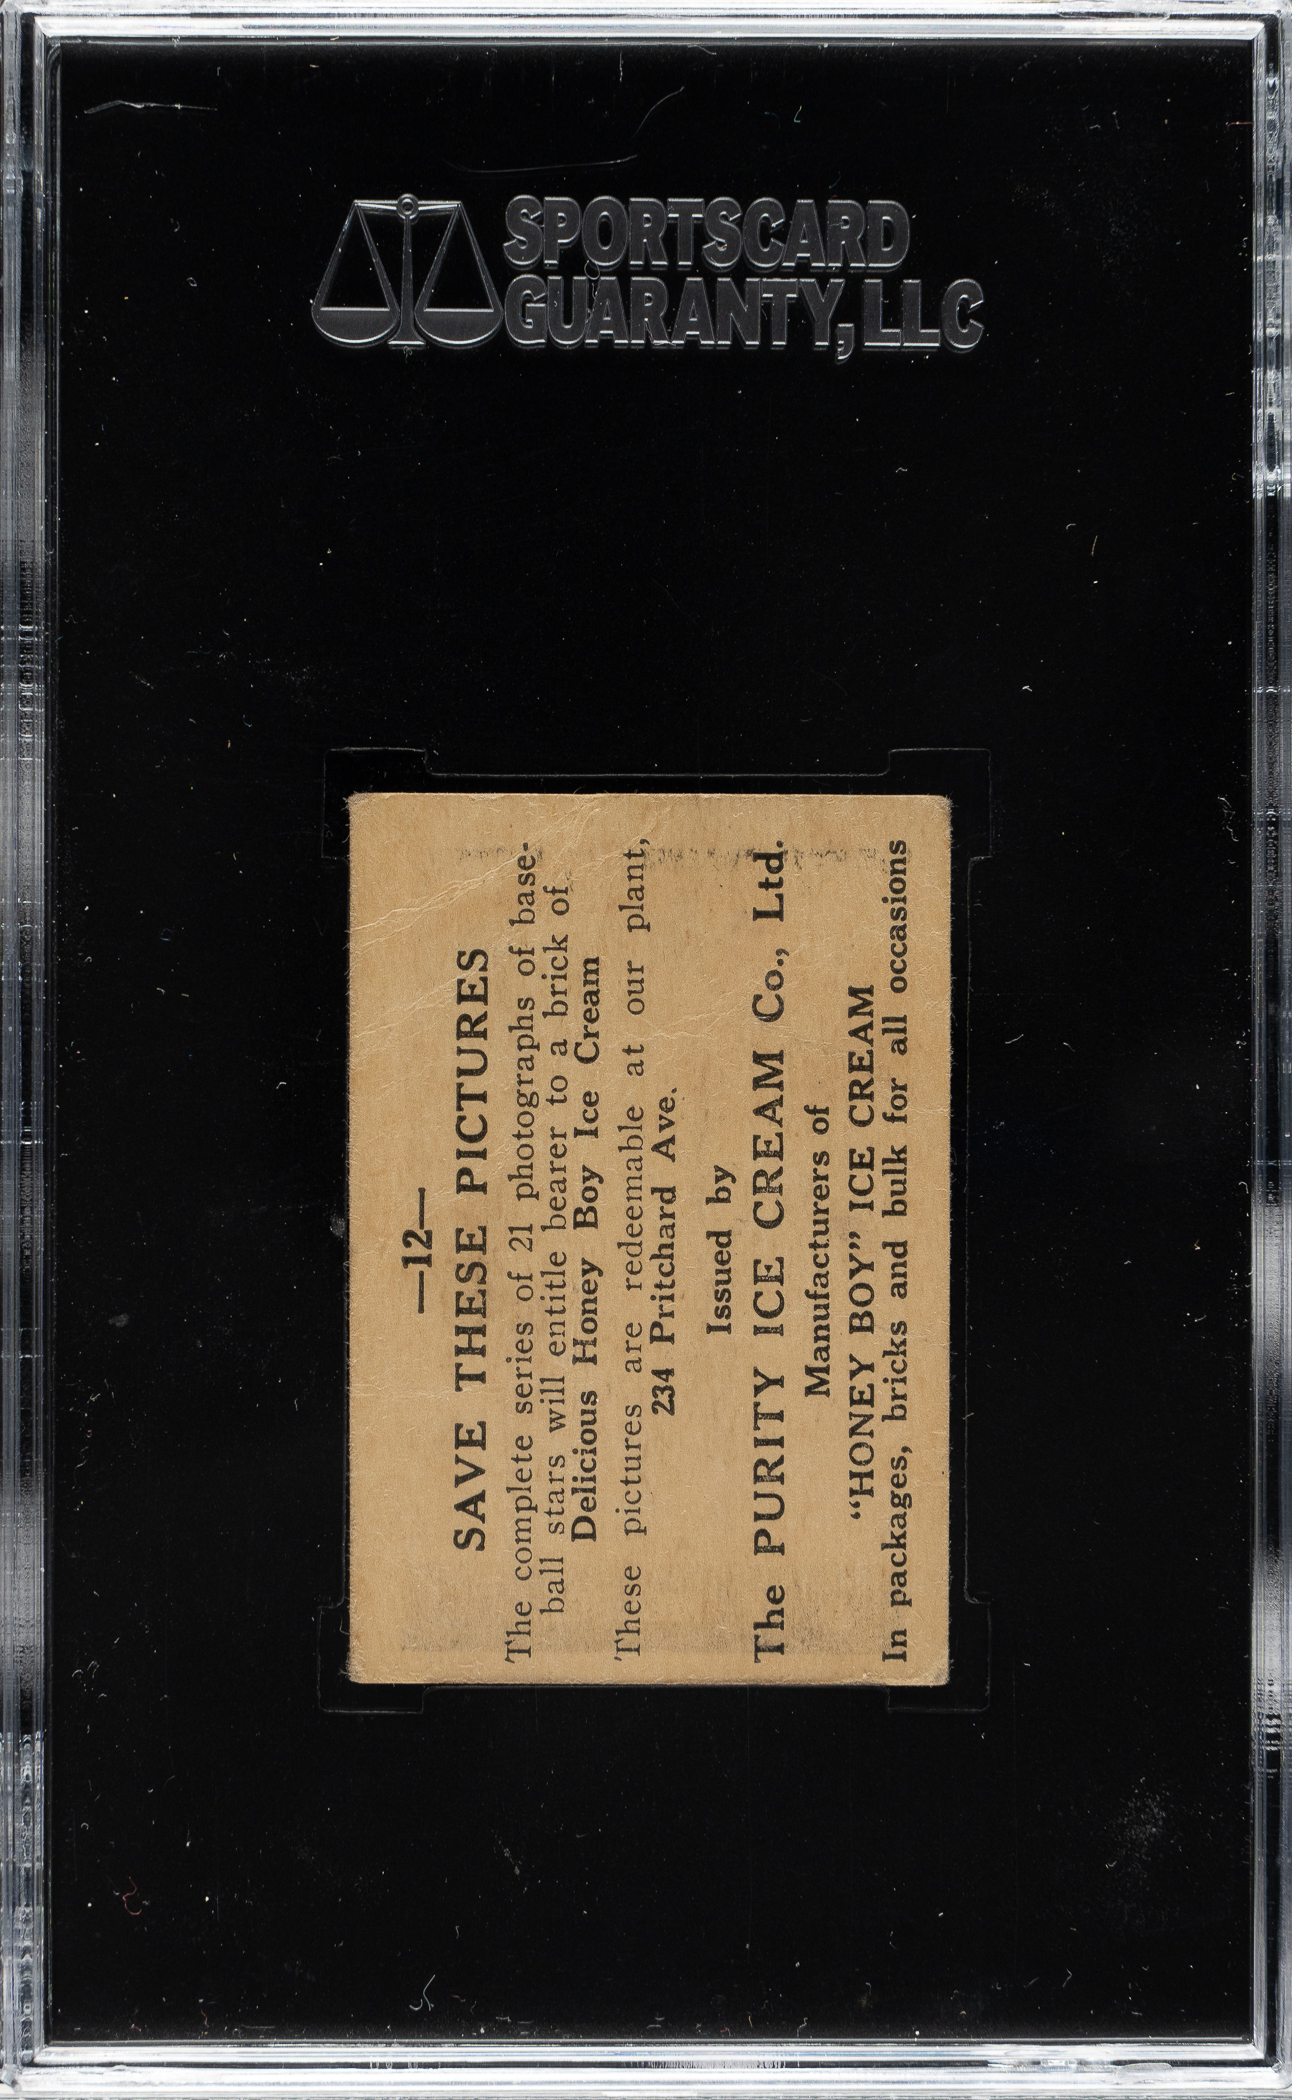 SPORTSCARD
GUARANTY, LLC
—12—
SAVE THESE PICTURES
The complete series of 21 photographs of base-
ball stars will entitle bearer to a brick of
Delicious Honey Boy Ice Cream
These pictures are redeemable at our plant,
234 Pritchard Ave.
Issued by
The PURITY ICE CREAM Co., Ltd.
Manufacturers of
“HONEY BOY” ICE CREAM
In packages, bricks and bulk for all occasions